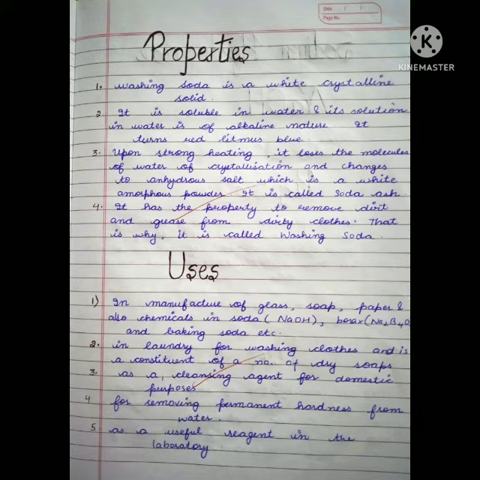 Date
Page No.
KINEMASTER
Properties
1. Washing soda is a white crystalline
solid.
2. It is soluble in water & its solution
in water is of alkaline nature It
turns red litmus blue.
3. Upon strong heating, it loses the molecules
of water of crystallisation and changes
to anhydrous salt which is a white
amorphous powder It is called Soda ash
4. It has the property to remove dirt
and grease from dirty clothes. That
is why, it is called Washing Soda.
Uses
1) In manufacture of glass, soap, paper &
also chemicals in soda (NaOH), borax (Na2B4O
and baking soda etc.
2. in laundry for washing clothes and is
a constituent of a no. of dry soaps
3. as a cleansing agent for domestic
purposes
4 for removing permanent hardness from
water.
5 as a useful reagent in the
laboratory